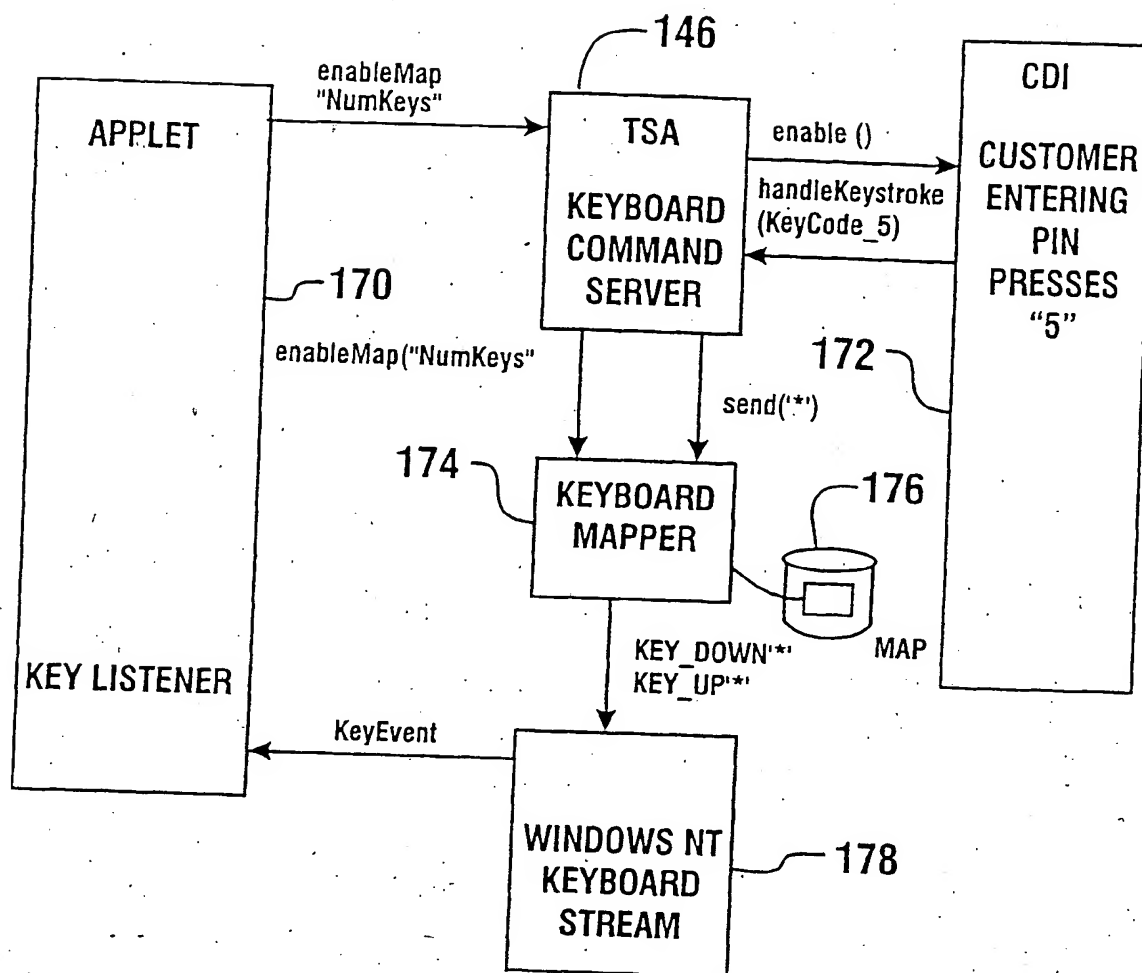 146
enableMap
"NumKeys"
APPLET
TSA
KEYBOARD
COMMAND
SERVER
enable ()
handleKeystroke
(KeyCode_5)
CDI
CUSTOMER
ENTERING
PIN
PRESSES
"5"
170
172
enableMap("NumKeys"
send('*')
174
KEYBOARD
MAPPER
176
MAP
KEY_DOWN'*'
KEY_UP'*'
KEY LISTENER
KeyEvent
WINDOWS NT
KEYBOARD
STREAM
178